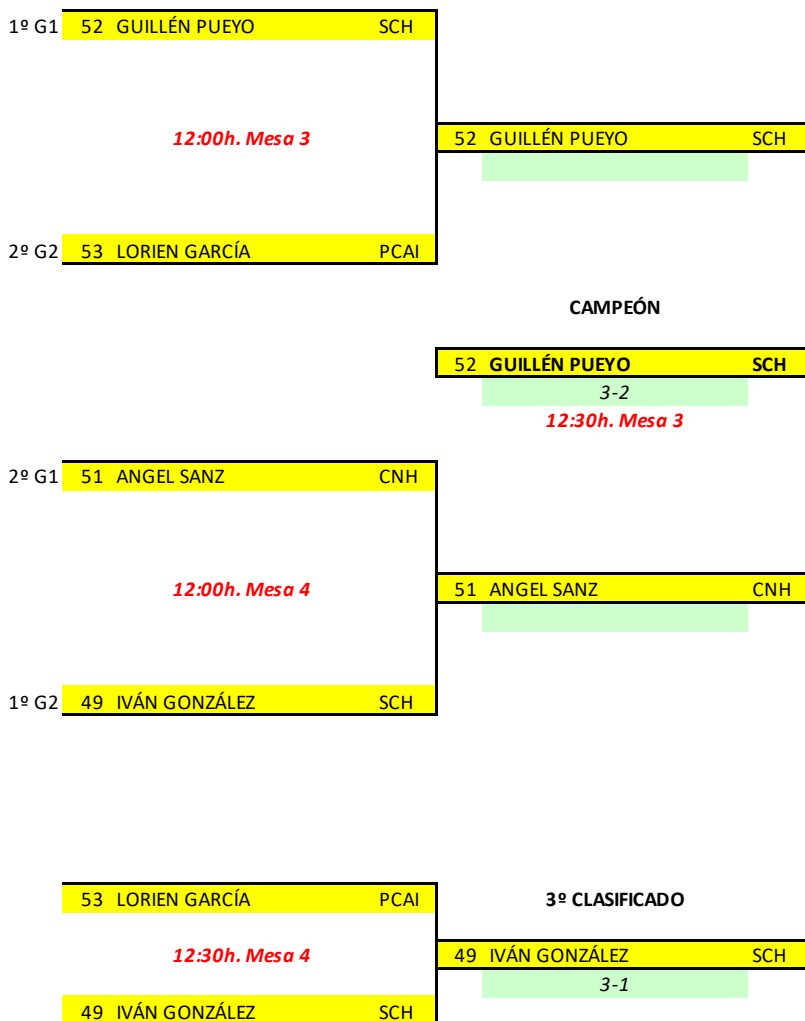 1º G1 52 GUILLÉN PUEYO SCH
12:00h. Mesa 3
52 GUILLÉN PUEYO SCH
2º G2 53 LORIEN GARCÍA PCAI
CAMPEÓN
52 GUILLÉN PUEYO SCH
3-2
12:30h. Mesa 3
2º G1 51 ANGEL SANZ CNH
12:00h. Mesa 4
51 ANGEL SANZ CNH
1º G2 49 IVÁN GONZÁLEZ SCH
53 LORIEN GARCÍA PCAI
3º CLASIFICADO
12:30h. Mesa 4
49 IVÁN GONZÁLEZ SCH
3-1
49 IVÁN GONZÁLEZ SCH